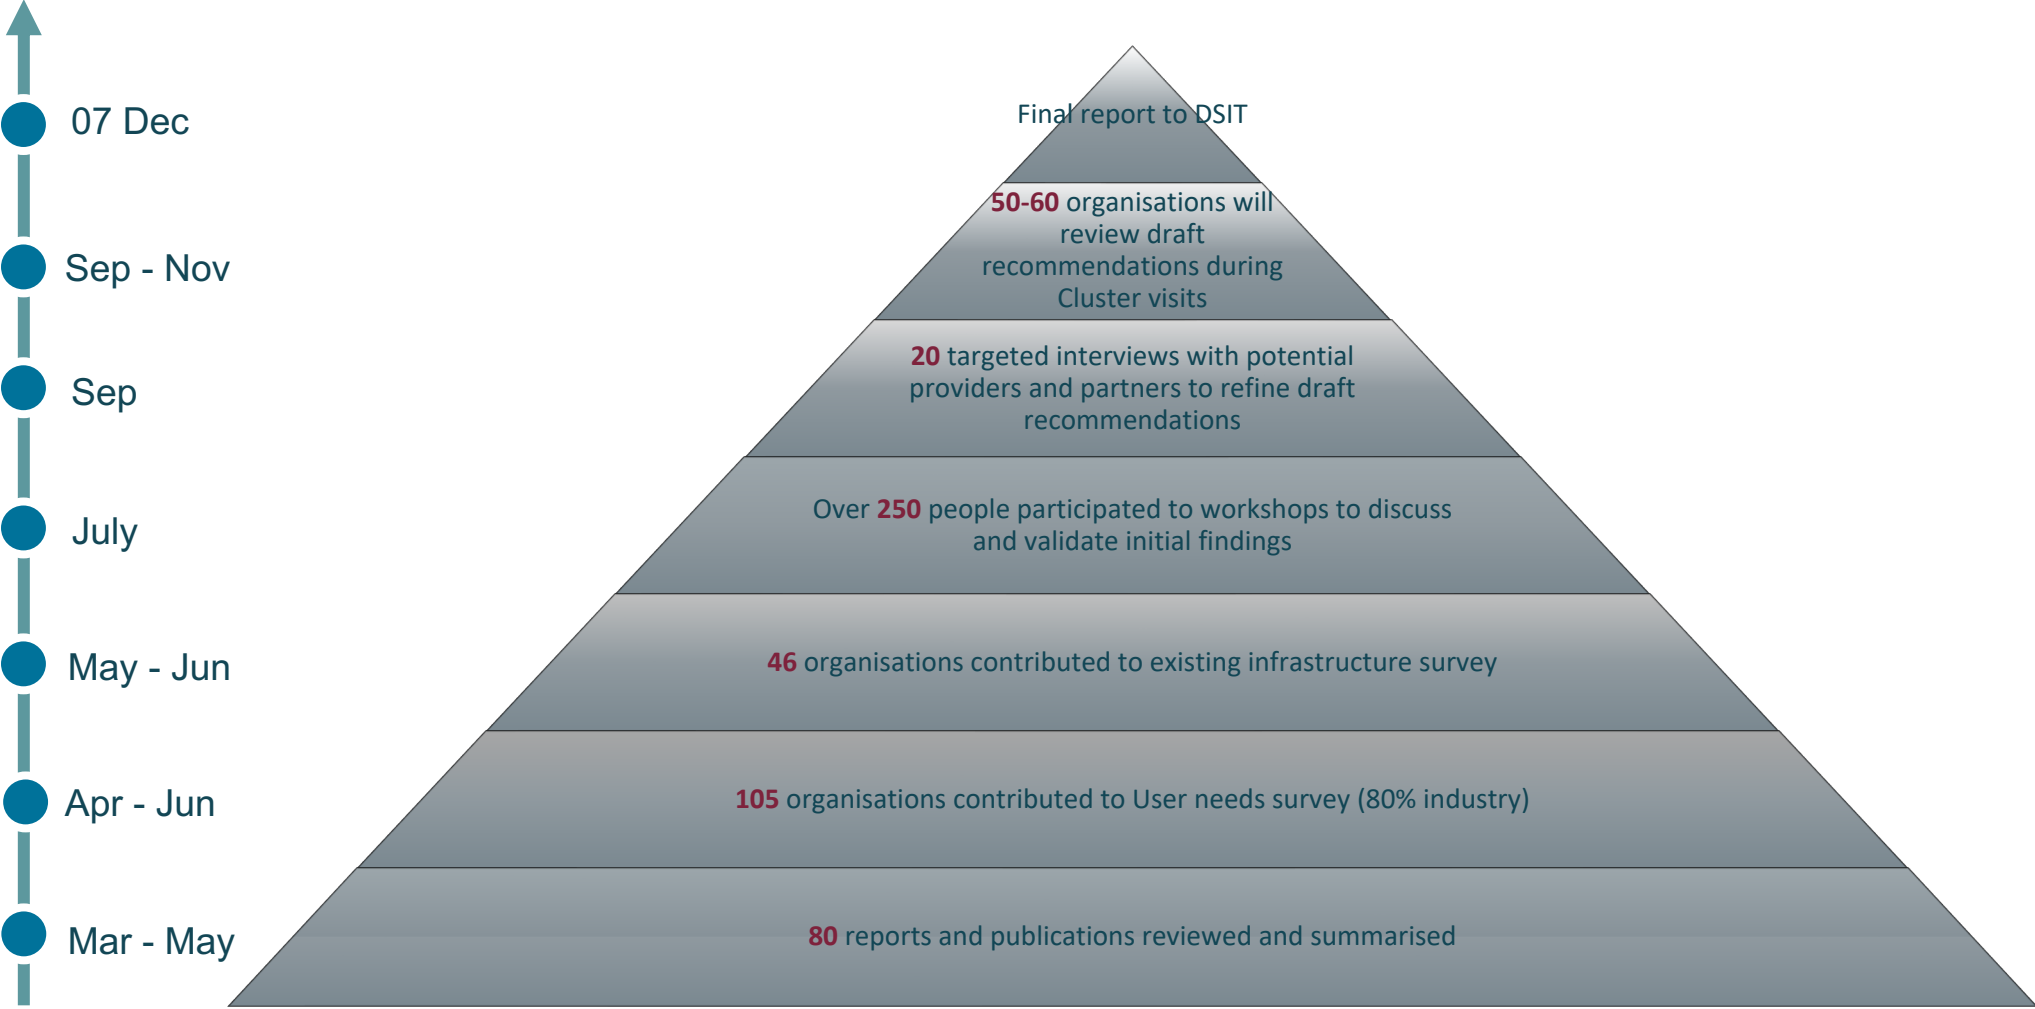 07 Dec
Final report to DSIT
Sep - Nov
50-60 organisations will
review draft
recommendations during
Cluster visits
Sep
20 targeted interviews with potential
providers and partners to refine draft
recommendations
July
Over 250 people participated to workshops to discuss
and validate initial findings
May - Jun
46 organisations contributed to existing infrastructure survey
Apr - Jun
105 organisations contributed to User needs survey (80% industry)
Mar - May
80 reports and publications reviewed and summarised